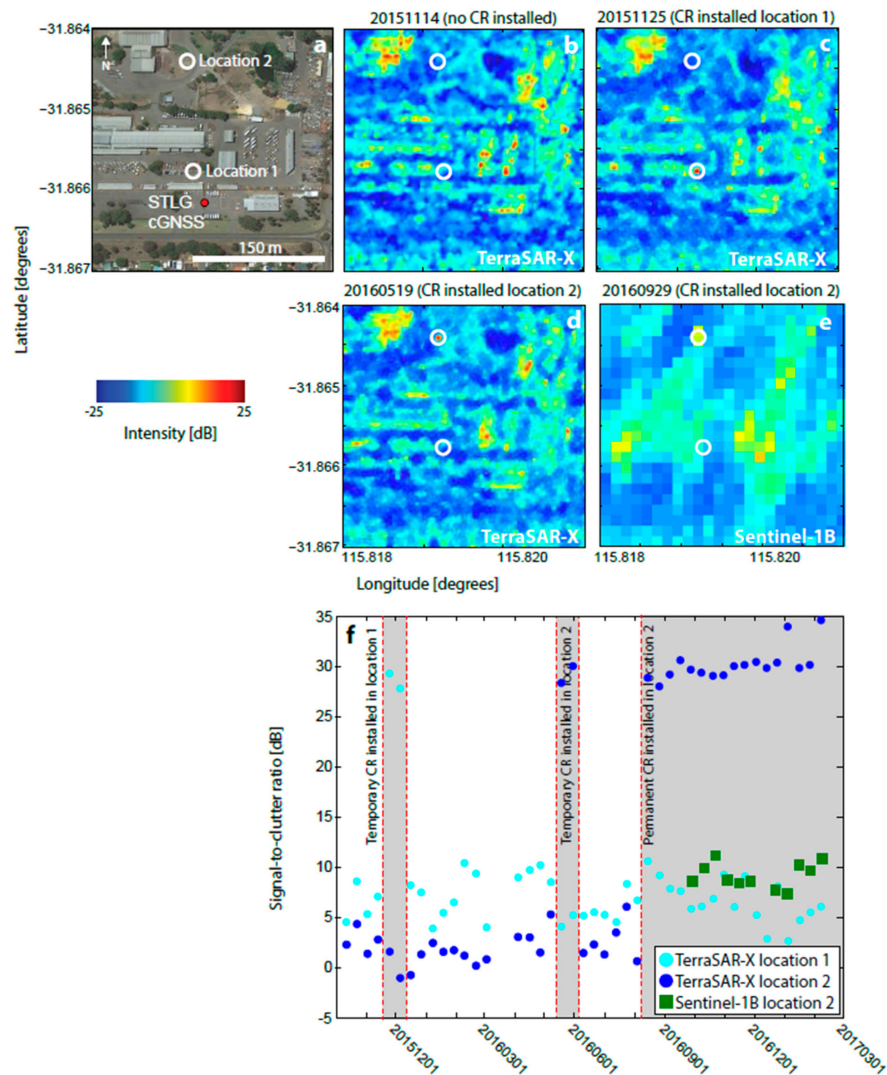 20151114 (no CR installed)
20151125 (CR installed location 1)
−31.864
−31.865
−31.866
−31.867
a
N
Location 2
Location 1
STLG
cGNSS
150 m
b
TerraSAR-X
c
TerraSAR-X
Latitude [degrees]
20160519 (CR installed location 2)
20160929 (CR installed location 2)
−31.864
−31.865
−31.866
−31.867
d
TerraSAR-X
e
Sentinel-1B
-25
25
Intensity [dB]
115.818
115.820
115.818
115.820
Longitude [degrees]
f
35
30
25
20
15
10
5
0
-5
Signal-to-clutter ratio [dB]
Temporary CR installed in location 1
Temporary CR installed in location 2
Permanent CR installed in location 2
TerraSAR-X location 1
TerraSAR-X location 2
Sentinel-1B location 2
20151201
20160301
20160601
20160901
20161201
20170301